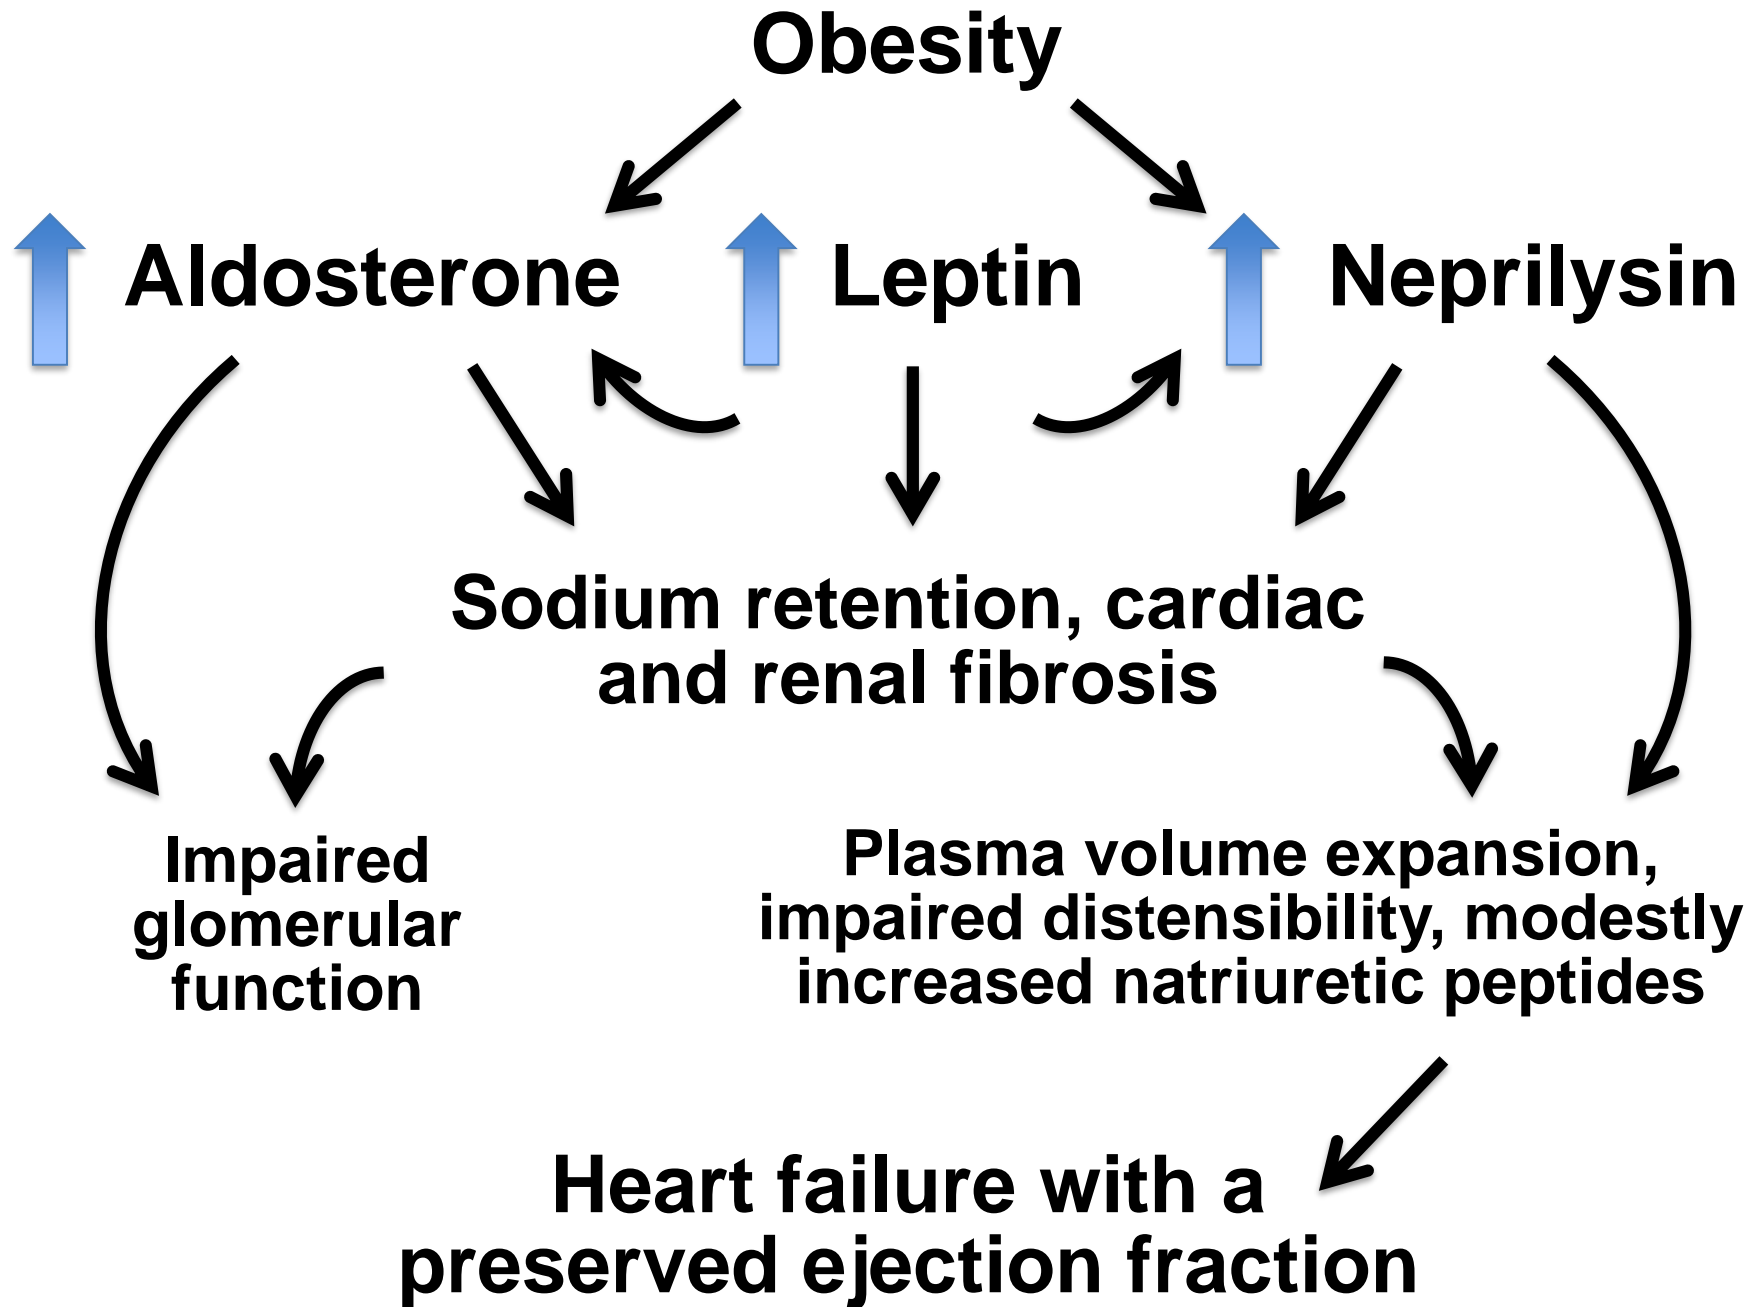 Obesity
Aldosterone
Leptin
Neprilysin
Sodium retention, cardiac
and renal fibrosis
Impaired
glomerular
function
Plasma volume expansion,
impaired distensibility, modestly
increased natriuretic peptides
Heart failure with a
preserved ejection fraction